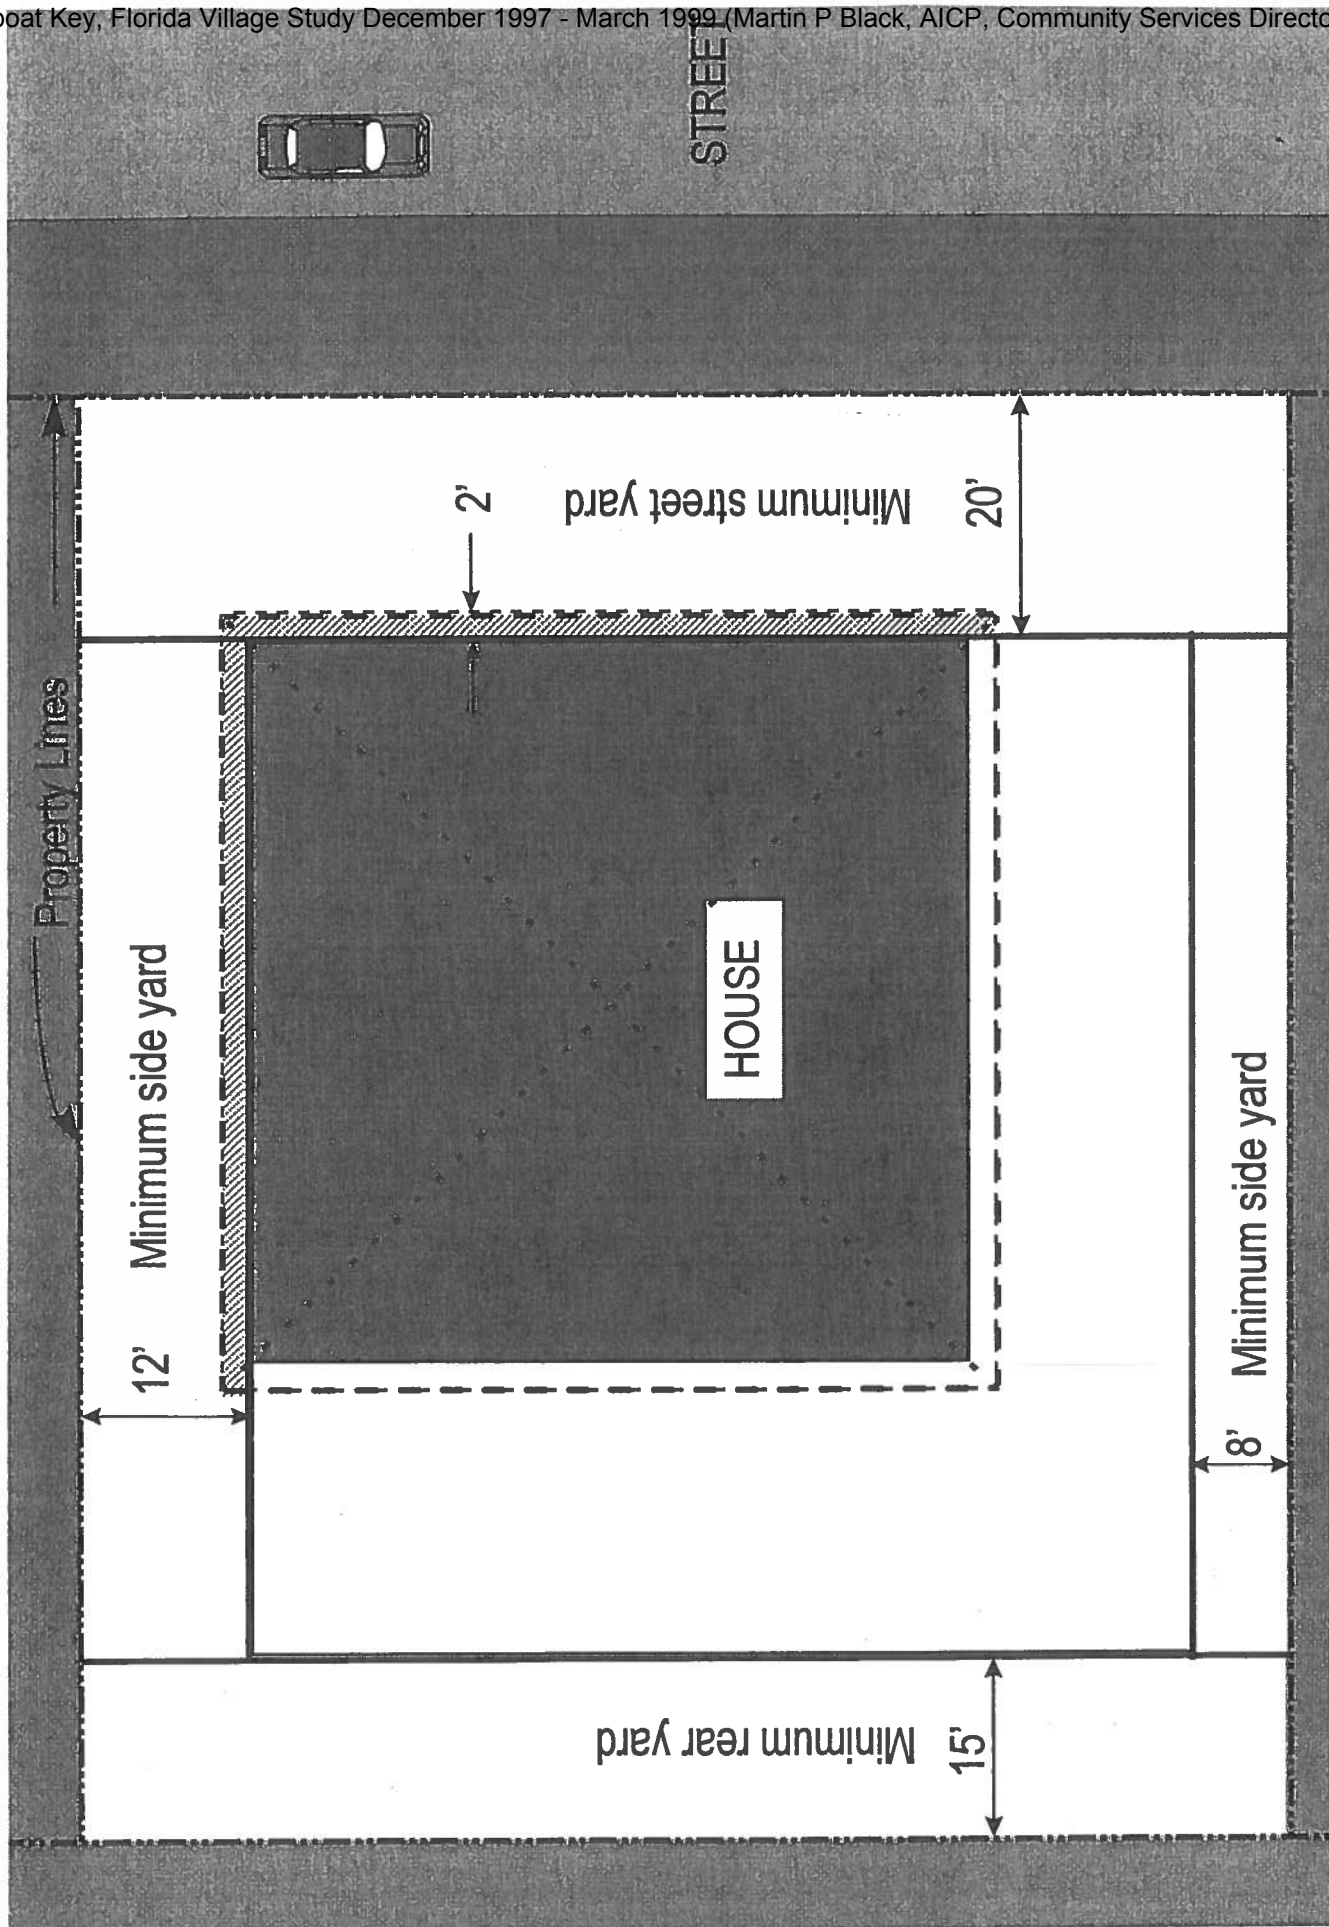 boat Key, Florida Village Study December 1997 - March 1999 (Martin P Black, AICP, Community Services Directo
STREET
Property Lines
2'
Minimum street yard
20'
Minimum side yard
12'
HOUSE
Minimum side yard
8'
Minimum rear yard
15'